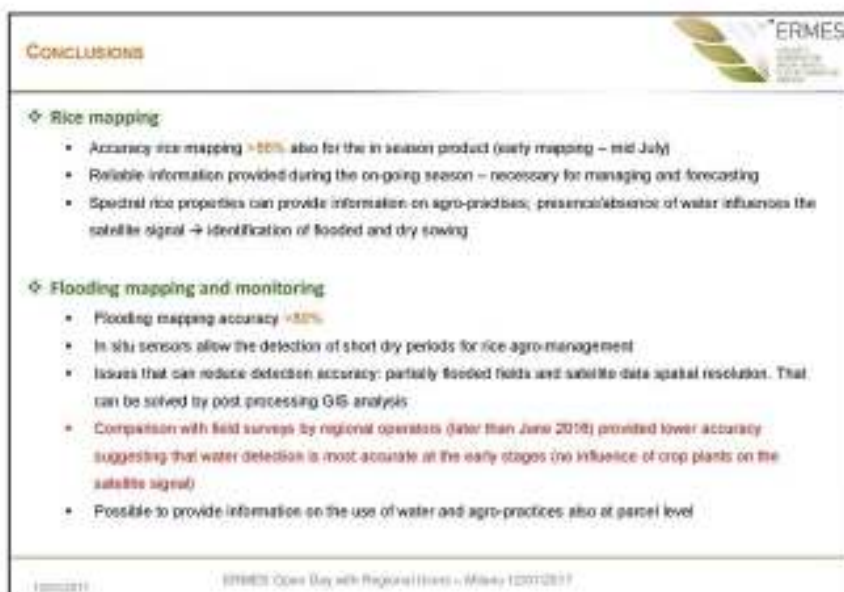 CONCLUSIONS
ERMES
❖ Rice mapping
▪ Accuracy rice mapping also for the in season product (early mapping – mid July)
▪ Reliable information provided during the on-going season – necessary for managing and forecasting
▪ Spectral rice properties can provide information on agro-practises; presence/absence of water influences the
satellite signal → identification of flooded and dry sowing
❖ Flooding mapping and monitoring
▪ Flooding mapping accuracy
▪ In situ sensors allow the detection of short dry periods for rice agro-management
▪ Issues that can reduce detection accuracy: partially flooded fields and satellite data spatial resolution. That
can be solved by post processing GIS analysis
▪ Comparison with field surveys by regional operators (later than June 2016) provided lower accuracy
suggesting that water detection is most accurate at the early stages (no influence of crop plants on the
satellite signal)
▪ Possible to provide information on the use of water and agro-practices also at parcel level
ERMES Open Day with Regional Users – Milano